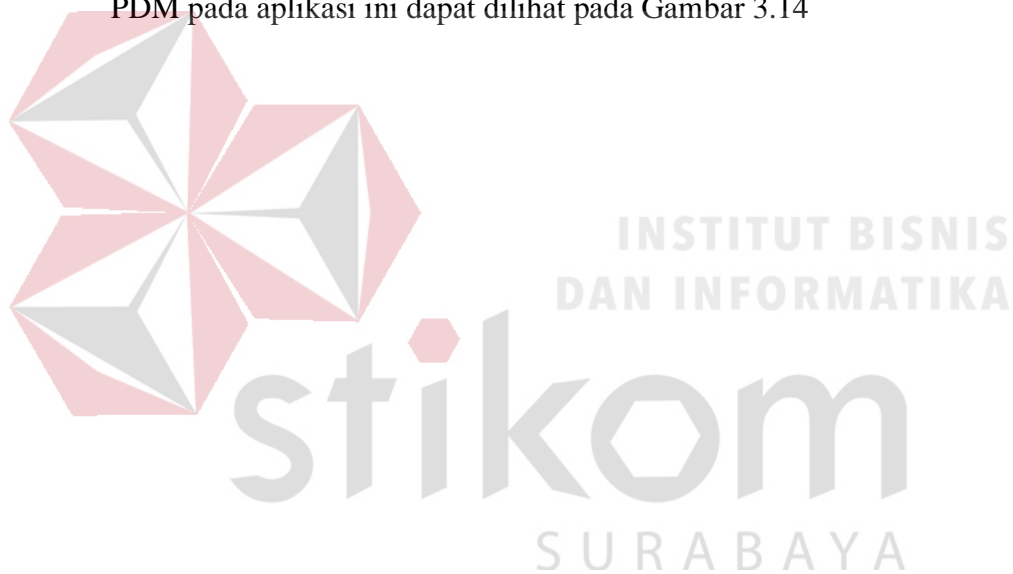 PDM pada aplikasi ini dapat dilihat pada Gambar 3.14
INSTITUT BISNIS
DAN INFORMATIKA
stikom
SURABAYA